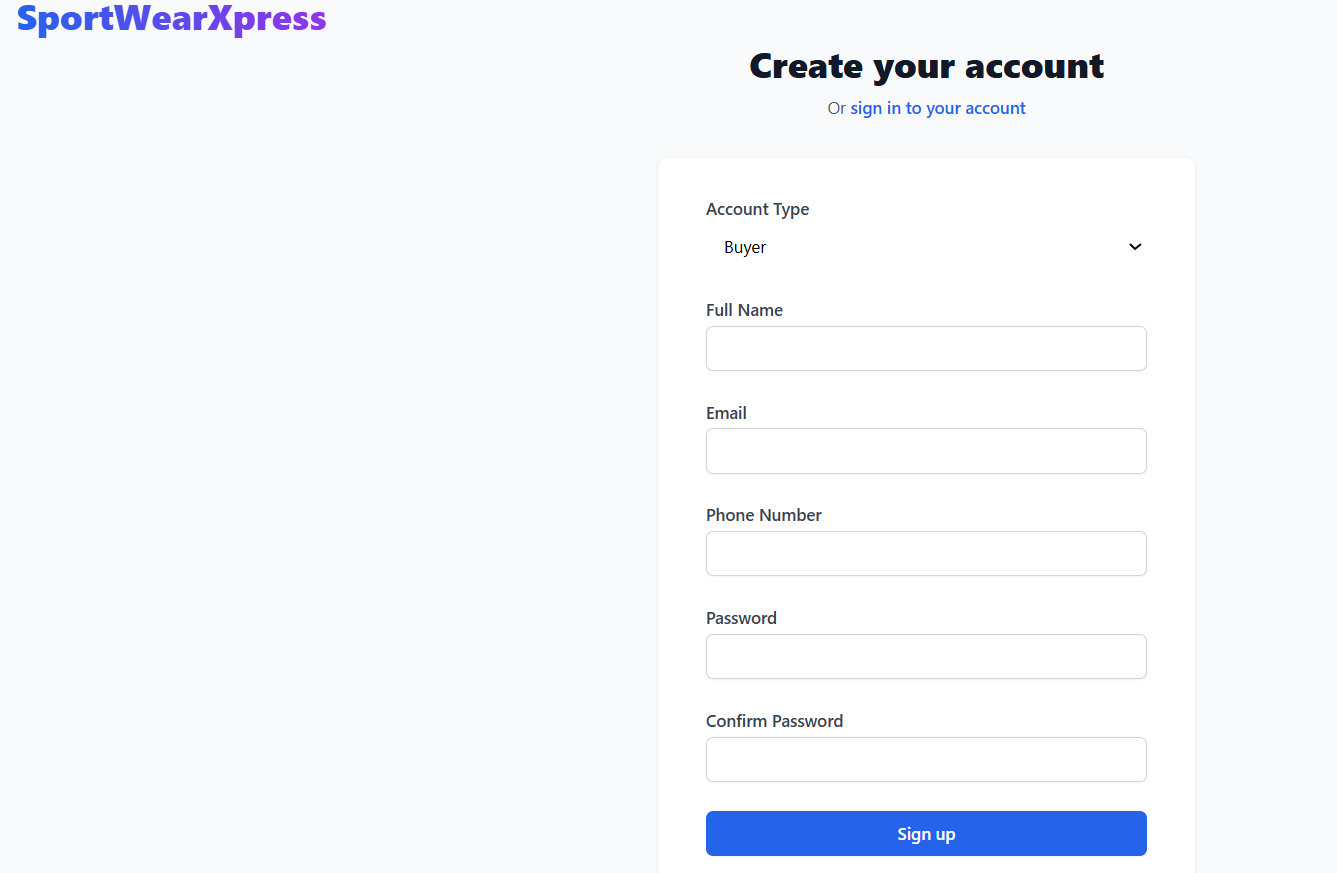 SportWearXpress
Create your account
Or sign in to your account
Account Type
Buyer
Full Name
Email
Phone Number
Password
Confirm Password
Sign up